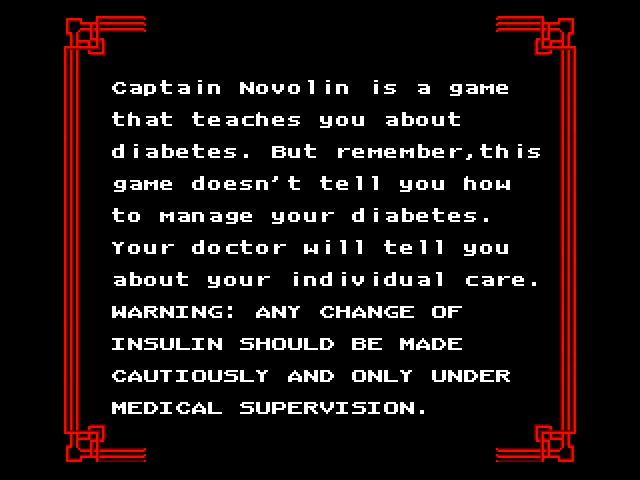 Captain Novolin is a game
that teaches you about
diabetes. But remember,this
game doesn't tell you how
to manage your diabetes.
Your doctor will tell you
about your individual care.
WARNING: ANY CHANGE OF
INSULIN SHOULD BE MADE
CAUTIOUSLY AND ONLY UNDER
MEDICAL SUPERVISION.